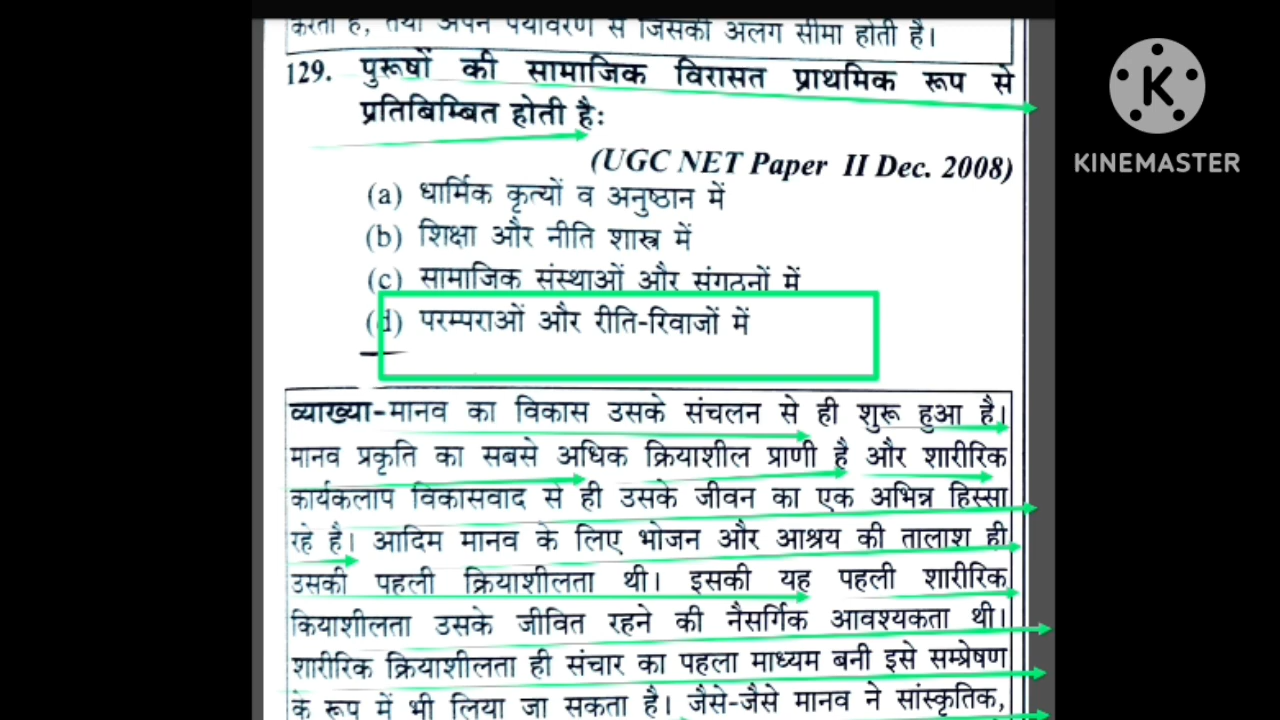 करता है, तथा अपने पर्यावरण से जिसकी अलग सीमा होती है।
129. पुरूषों की सामाजिक विरासत प्राथमिक रूप से
प्रतिबिम्बित होती हैः
(UGC NET Paper II Dec. 2008)
(a) धार्मिक कृत्यों व अनुष्ठान में
(b) शिक्षा और नीति शास्त्र में
(c) सामाजिक संस्थाओं और संगठनों में
(d) परम्पराओं और रीति-रिवाजों में
व्याख्या-मानव का विकास उसके संचलन से ही शुरू हुआ है।
मानव प्रकृति का सबसे अधिक क्रियाशील प्राणी है और शारीरिक
कार्यकलाप विकासवाद से ही उसके जीवन का एक अभिन्न हिस्सा
रहे है। आदिम मानव के लिए भोजन और आश्रय की तालाश ही
उसकी पहली क्रियाशीलता थी। इसकी यह पहली शारीरिक
कियाशीलता उसके जीवित रहने की नैसर्गिक आवश्यकता थी।
शारीरिक क्रियाशीलता ही संचार का पहला माध्यम बनी इसे सम्प्रेषण
के रूप में भी लिया जा सकता है। जैसे-जैसे मानव ने सांस्कृतिक,
K
KINEMASTER